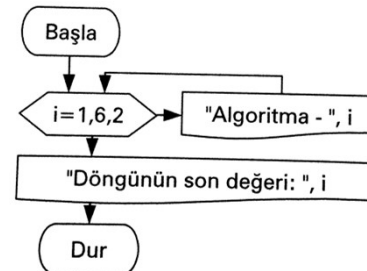 Başla
i=1,6,2
"Algoritma - ", i
"Döngünün son değeri: ", i
Dur